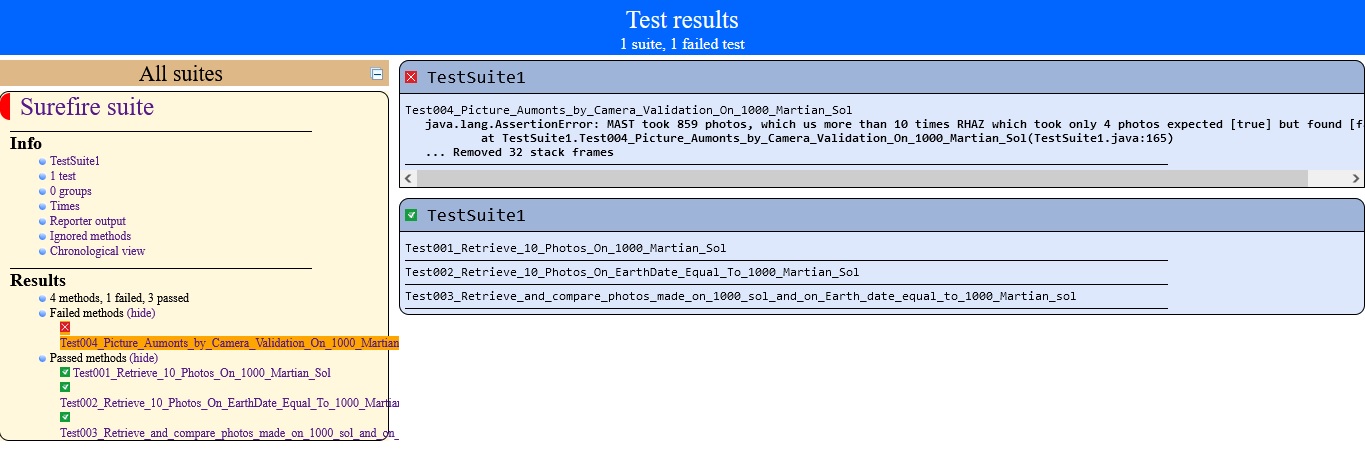 Test results
1 suite, 1 failed test
All suites
Surefire suite
Info
TestSuite1
1 test
0 groups
Times
Reporter output
Ignored methods
Chronological view
Results
4 methods, 1 failed, 3 passed
Failed methods (hide)
Test004_Picture_Aumonts_by_Camera_Validation_On_1000_Martian
Passed methods (hide)
Test001_Retrieve_10_Photos_On_1000_Martian_Sol
Test002_Retrieve_10_Photos_On_EarthDate_Equal_To_1000_Martian
Test003_Retrieve_and_compare_photos_made_on_1000_sol_and_on_
TestSuite1
Test004_Picture_Aumonts_by_Camera_Validation_On_1000_Martian_Sol
java.lang.AssertionError: MAST took 859 photos, which us more than 10 times RHAZ which took only 4 photos expected [true] but found [f
at TestSuite1.Test004_Picture_Aumonts_by_Camera_Validation_On_1000_Martian_Sol(TestSuite1.java:165)
... Removed 32 stack frames
TestSuite1
Test001_Retrieve_10_Photos_On_1000_Martian_Sol
Test002_Retrieve_10_Photos_On_EarthDate_Equal_To_1000_Martian_Sol
Test003_Retrieve_and_compare_photos_made_on_1000_sol_and_on_Earth_date_equal_to_1000_Martian_sol